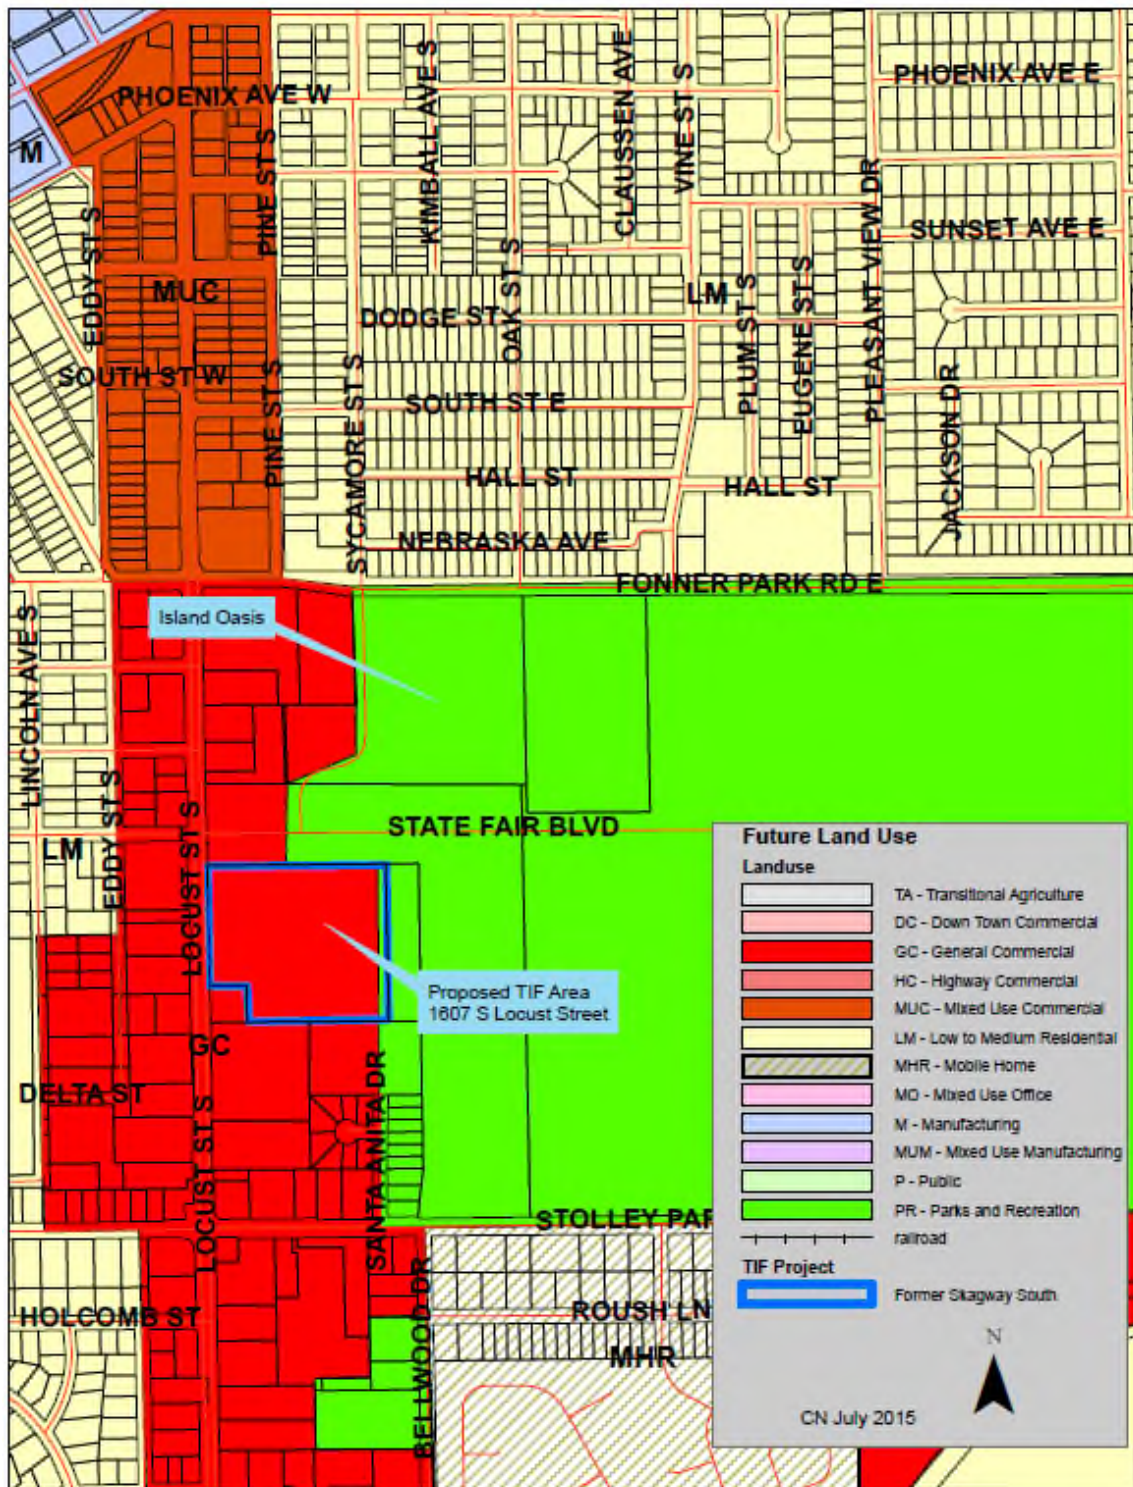 PHOENIX AVE W
KIMBALL AVE S
CLAUSSEN AVE
VINE ST S
PHOENIX AVE E
M
PINE ST S
EDDY ST S
PLEASANT VIEW DR
SUNSET AVE E
MUC
OAK ST S
LM
DODGE ST
PLUM ST S
EUGENE ST S
SOUTH ST W
SOUTH ST E
PINE ST S
SYCAMORE ST S
JACKSON DR
HALL ST
HALL ST
NEBRASKA AVE
FONNER PARK RD E
Island Oasis
LINCOLN AVE S
EDDY ST S
LOCUST ST S
STATE FAIR BLVD
LM
Proposed TIF Area
1607 S Locust Street
GC
DELTA ST
LOCUST ST S
SANTA ANITA DR
STOLLEY PAR
HOLCOMB ST
BELLWOOD DR
ROUSH LN
MHR
Future Land Use
Landuse
TA - Transitional Agriculture
DC - Down Town Commercial
GC - General Commercial
HC - Highway Commercial
MUC - Mixed Use Commercial
LM - Low to Medium Residential
MHR - Mobile Home
MO - Mixed Use Office
M - Manufacturing
MUM - Mixed Use Manufacturing
P - Public
PR - Parks and Recreation
railroad
TIF Project
Former Skagway South
N
CN July 2015